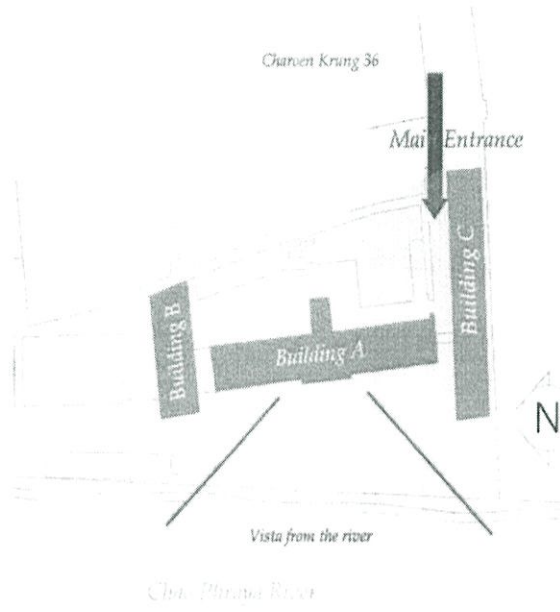 Charoen Krung 36
Main Entrance
Building C
Building B
Building A
N
Vista from the river
Chao Phraya River